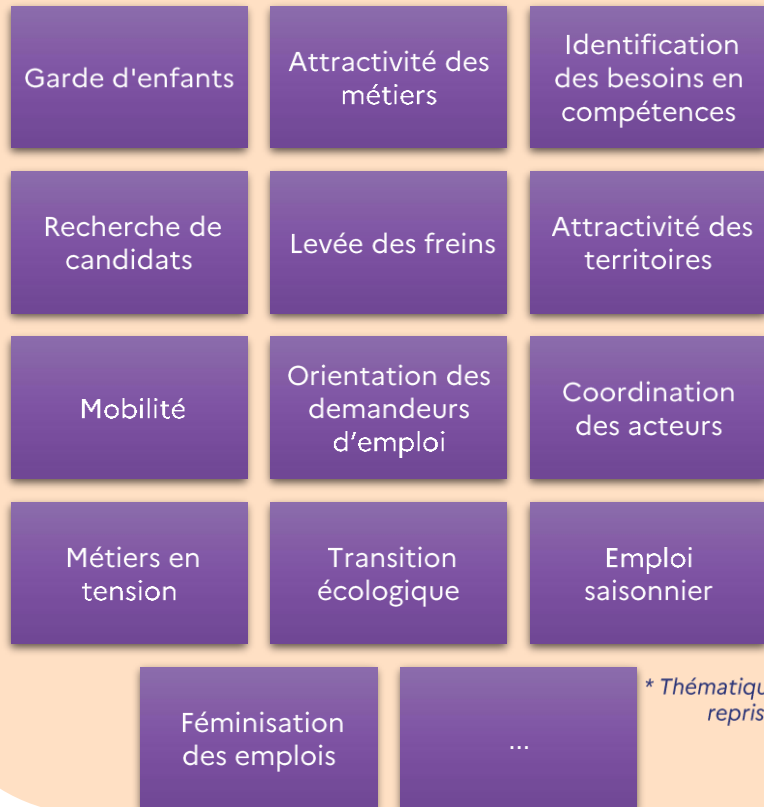 Garde d'enfants
Attractivité des
métiers
Identification
des besoins en
compétences
Recherche de
candidats
Levée des freins
Attractivité des
territoires
Mobilité
Orientation des
demandeurs
d’emploi
Coordination
des acteurs
Métiers en
tension
Transition
écologique
Emploi
saisonnier
Féminisation
des emplois
...
*